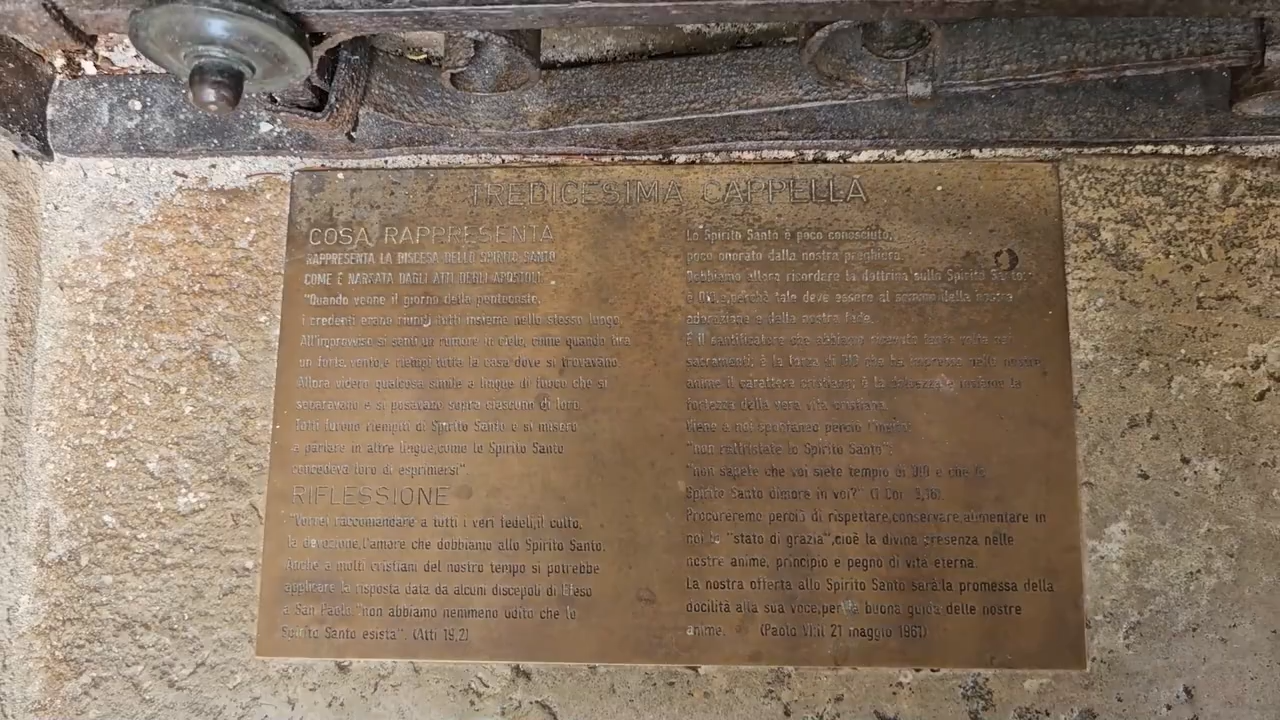 TREDICESIMA CAPPELLA
COSA RAPPRESENTA
RAPPRESENTA LA DISCESA DELLO SPIRITO SANTO
COME È NARRATA DAGLI ATTI DEGLI APOSTOLI:
"Quando venne il giorno della pentecoste,
i credenti erano riuniti tutti insieme nello stesso luogo.
All'improvviso si sentì un rumore in cielo, come quando tira
un forte vento, e riempì tutta la casa dove si trovavano.
Allora videro qualcosa simile a lingue di fuoco che si
separavano e si posavano sopra ciascuno di loro.
Tutti furono riempiti di Spirito Santo e si misero
a parlare in altre lingue, come lo Spirito Santo
concedeva loro di esprimersi"
RIFLESSIONE
"Vorrei raccomandare a tutti i veri fedeli, il culto,
la devozione, l'amore che dobbiamo allo Spirito Santo.
Anche a molti cristiani del nostro tempo si potrebbe
applicare la risposta data da alcuni discepoli di Efeso
a San Paolo: "non abbiamo nemmeno udito che lo
Spirito Santo esista". (Atti 19,2)
Lo Spirito Santo è poco conosciuto,
poco onorato dalla nostra preghiera.
Dobbiamo allora ricordare la dottrina sullo Spirito Santo:
è DIO, e perchè tale deve essere al sommo della nostra
adorazione e della nostra fede.
È il santificatore che abbiamo ricevuto tante volte nei
sacramenti; è la forza di DIO che ha impresso nelle nostre
anime il carattere cristiano; è la insieme la
fortezza della vera vita cristiana.
Viene a noi spontaneo perciò l'invito:
"non rattristate lo Spirito Santo";
"non sapete che voi siete tempio di DIO e che lo
Spirito Santo dimora in voi?" (1 Cor. 3,16).
Procureremo perciò di rispettare, conservare, aumentare in
noi lo "stato di grazia", cioè la divina presenza nelle
nostre anime, principio e pegno di vita eterna.
La nostra offerta allo Spirito Santo sarà: la promessa della
docilità alla sua voce, per la buona guida delle nostre
anime. (Paolo VI: il 21 maggio 1967)